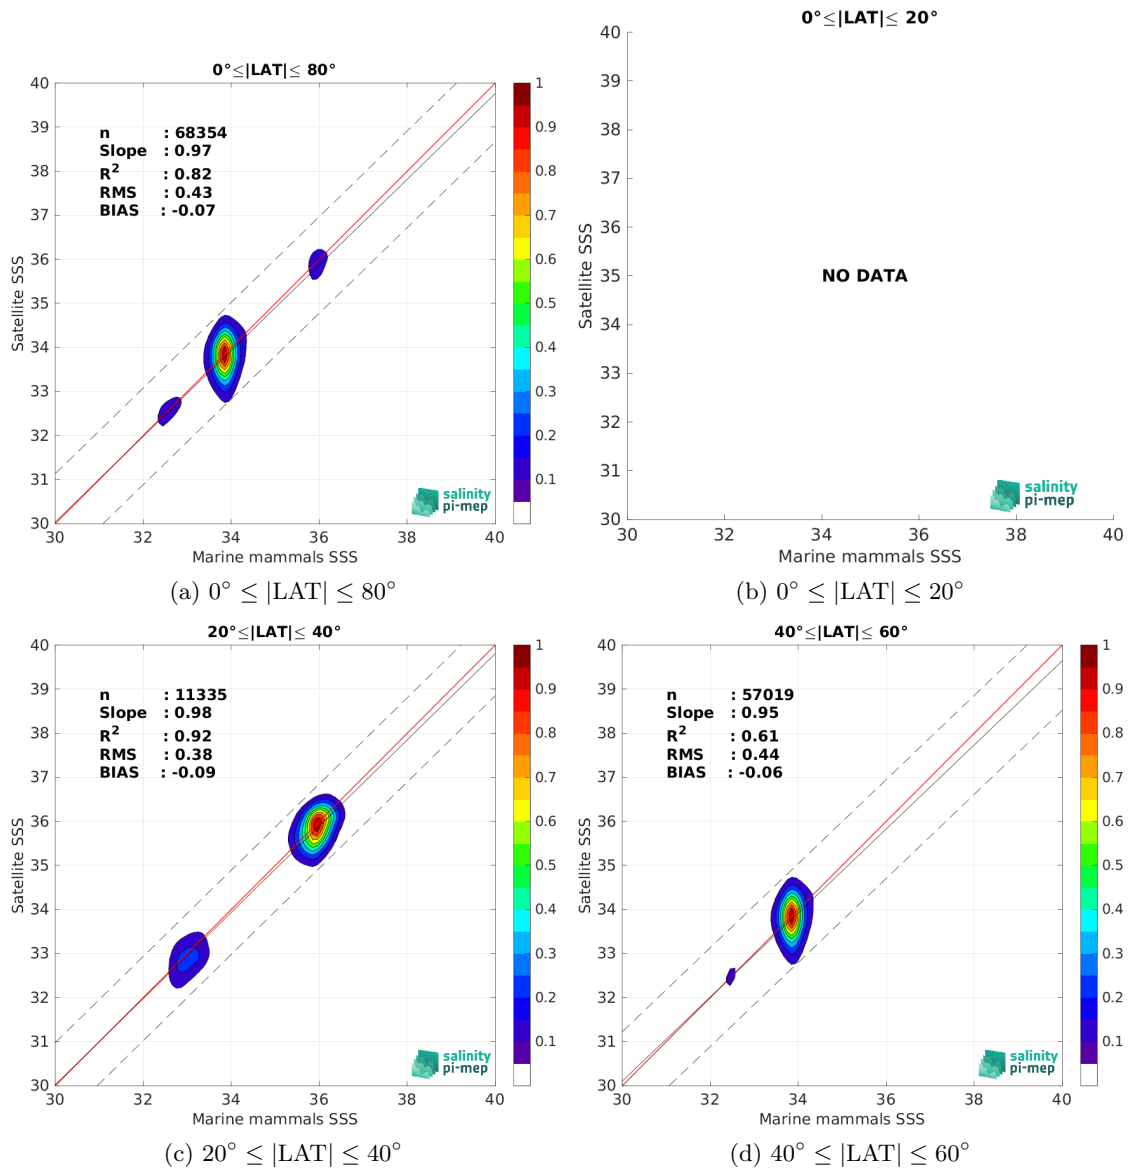 0°≤|LAT|≤ 80°
n : 68354
Slope : 0.97
R² : 0.82
RMS : 0.43
BIAS : -0.07
40
39
38
37
36
35
34
33
32
31
30
30 32 34 36 38 40
Satellite SSS
Marine mammals SSS
1
0.9
0.8
0.7
0.6
0.5
0.4
0.3
0.2
0.1
salinity
pi-mep
(a) 0° ≤ |LAT| ≤ 80°
0°≤|LAT|≤ 20°
40
39
38
37
36
35
34
33
32
31
30
30 32 34 36 38 40
Satellite SSS
Marine mammals SSS
NO DATA
salinity
pi-mep
(b) 0° ≤ |LAT| ≤ 20°
20°≤|LAT|≤ 40°
n : 11335
Slope : 0.98
R² : 0.92
RMS : 0.38
BIAS : -0.09
40
39
38
37
36
35
34
33
32
31
30
30 32 34 36 38 40
Satellite SSS
Marine mammals SSS
1
0.9
0.8
0.7
0.6
0.5
0.4
0.3
0.2
0.1
salinity
pi-mep
(c) 20° ≤ |LAT| ≤ 40°
40°≤|LAT|≤ 60°
n : 57019
Slope : 0.95
R² : 0.61
RMS : 0.44
BIAS : -0.06
40
39
38
37
36
35
34
33
32
31
30
30 32 34 36 38 40
Satellite SSS
Marine mammals SSS
1
0.9
0.8
0.7
0.6
0.5
0.4
0.3
0.2
0.1
salinity
pi-mep
(d) 40° ≤ |LAT| ≤ 60°